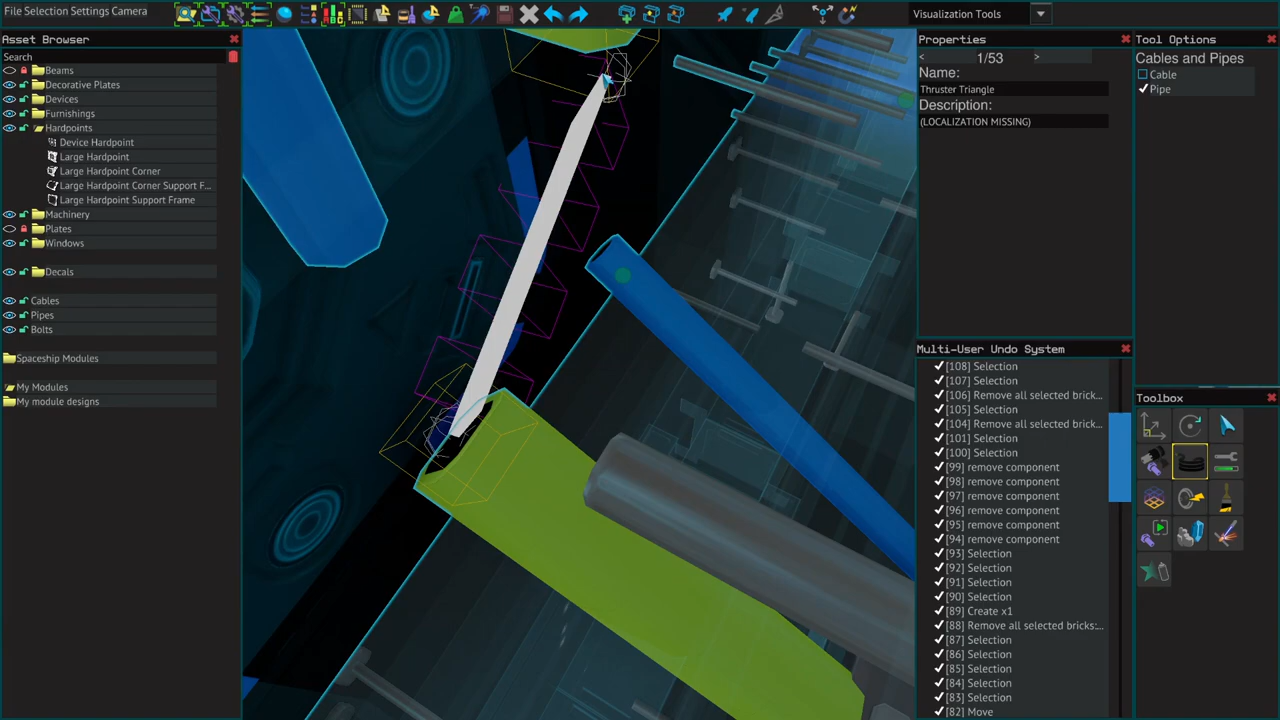 File Selection Settings Camera
Visualization Tools
Asset Browser
Search
Beams
Decorative Plates
Devices
Furnishings
Hardpoints
Device Hardpoint
Large Hardpoint
Large Hardpoint Corner
Large Hardpoint Corner Support F...
Large Hardpoint Support Frame
Machinery
Plates
Windows
Decals
Cables
Pipes
Bolts
Spaceship Modules
My Modules
My module designs
Properties
< 1/53 >
Name:
Thruster Triangle
Description:
(LOCALIZATION MISSING)
Multi-User Undo System
[108] Selection
[107] Selection
[106] Remove all selected brick...
[105] Selection
[104] Remove all selected brick...
[101] Selection
[100] Selection
[99] remove component
[98] remove component
[97] remove component
[96] remove component
[95] remove component
[94] remove component
[93] Selection
[92] Selection
[91] Selection
[90] Selection
[89] Create x1
[88] Remove all selected bricks:...
[87] Selection
[86] Selection
[85] Selection
[84] Selection
[83] Selection
[82] Move
Tool Options
Cables and Pipes
Cable
Pipe
Toolbox